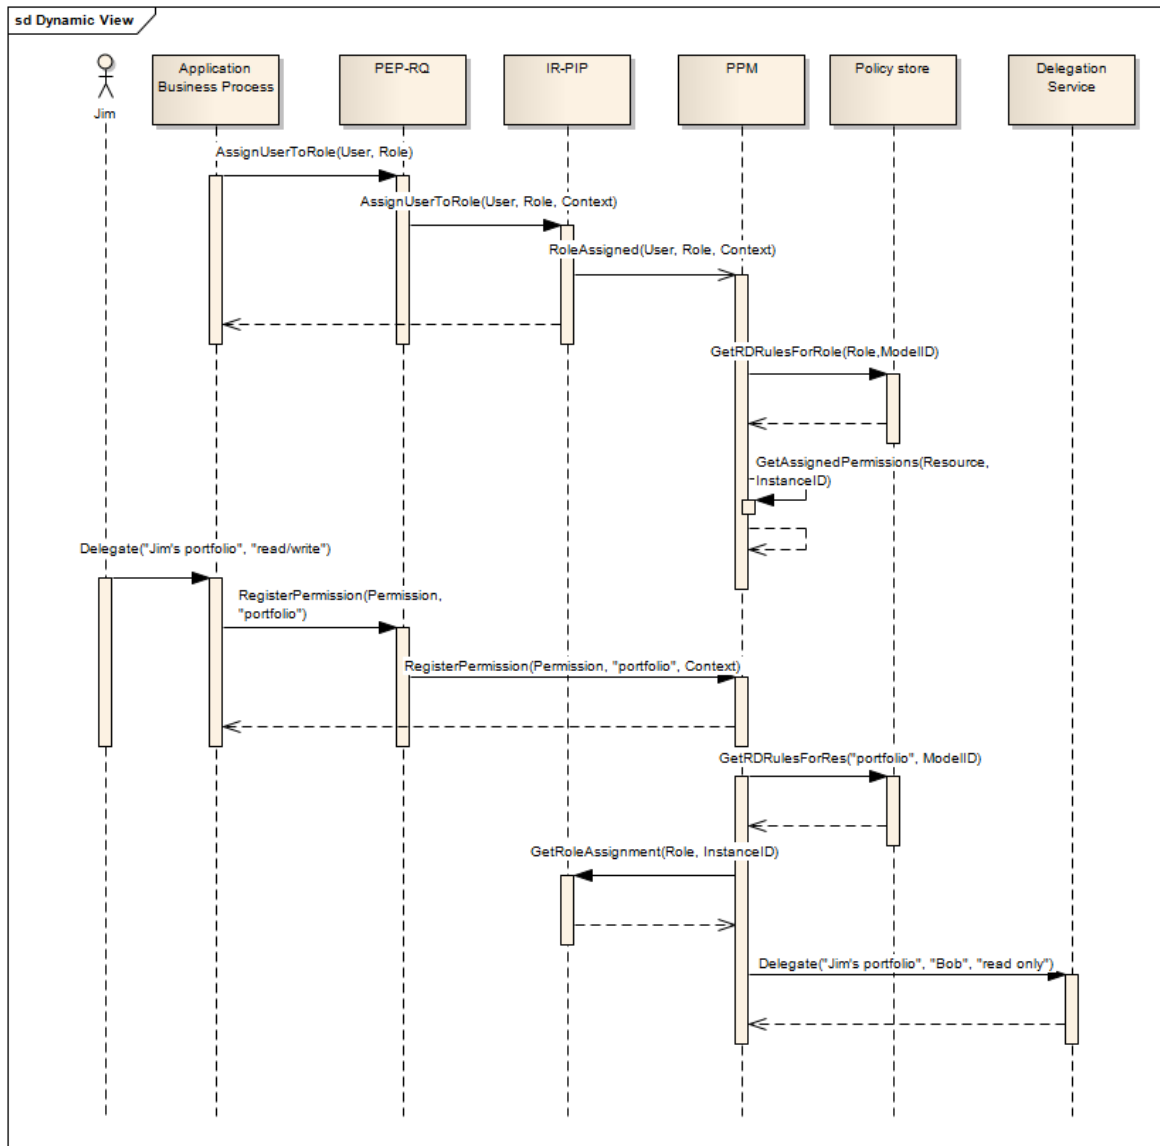 sd Dynamic View
Jim
Application
Business Process
PEP-RQ
IR-PIP
PPM
Policy store
Delegation
Service
AssignUserToRole(User, Role)
AssignUserToRole(User, Role, Context)
RoleAssigned(User, Role, Context)
GetRDRulesForRole(Role,ModelID)
GetAssignedPermissions(Resource,
InstanceID)
Delegate("Jim's portfolio", "read/write")
RegisterPermission(Permission,
"portfolio")
RegisterPermission(Permission, "portfolio", Context)
GetRDRulesForRes("portfolio", ModelID)
GetRoleAssignment(Role, InstanceID)
Delegate("Jim's portfolio", "Bob", "read only")